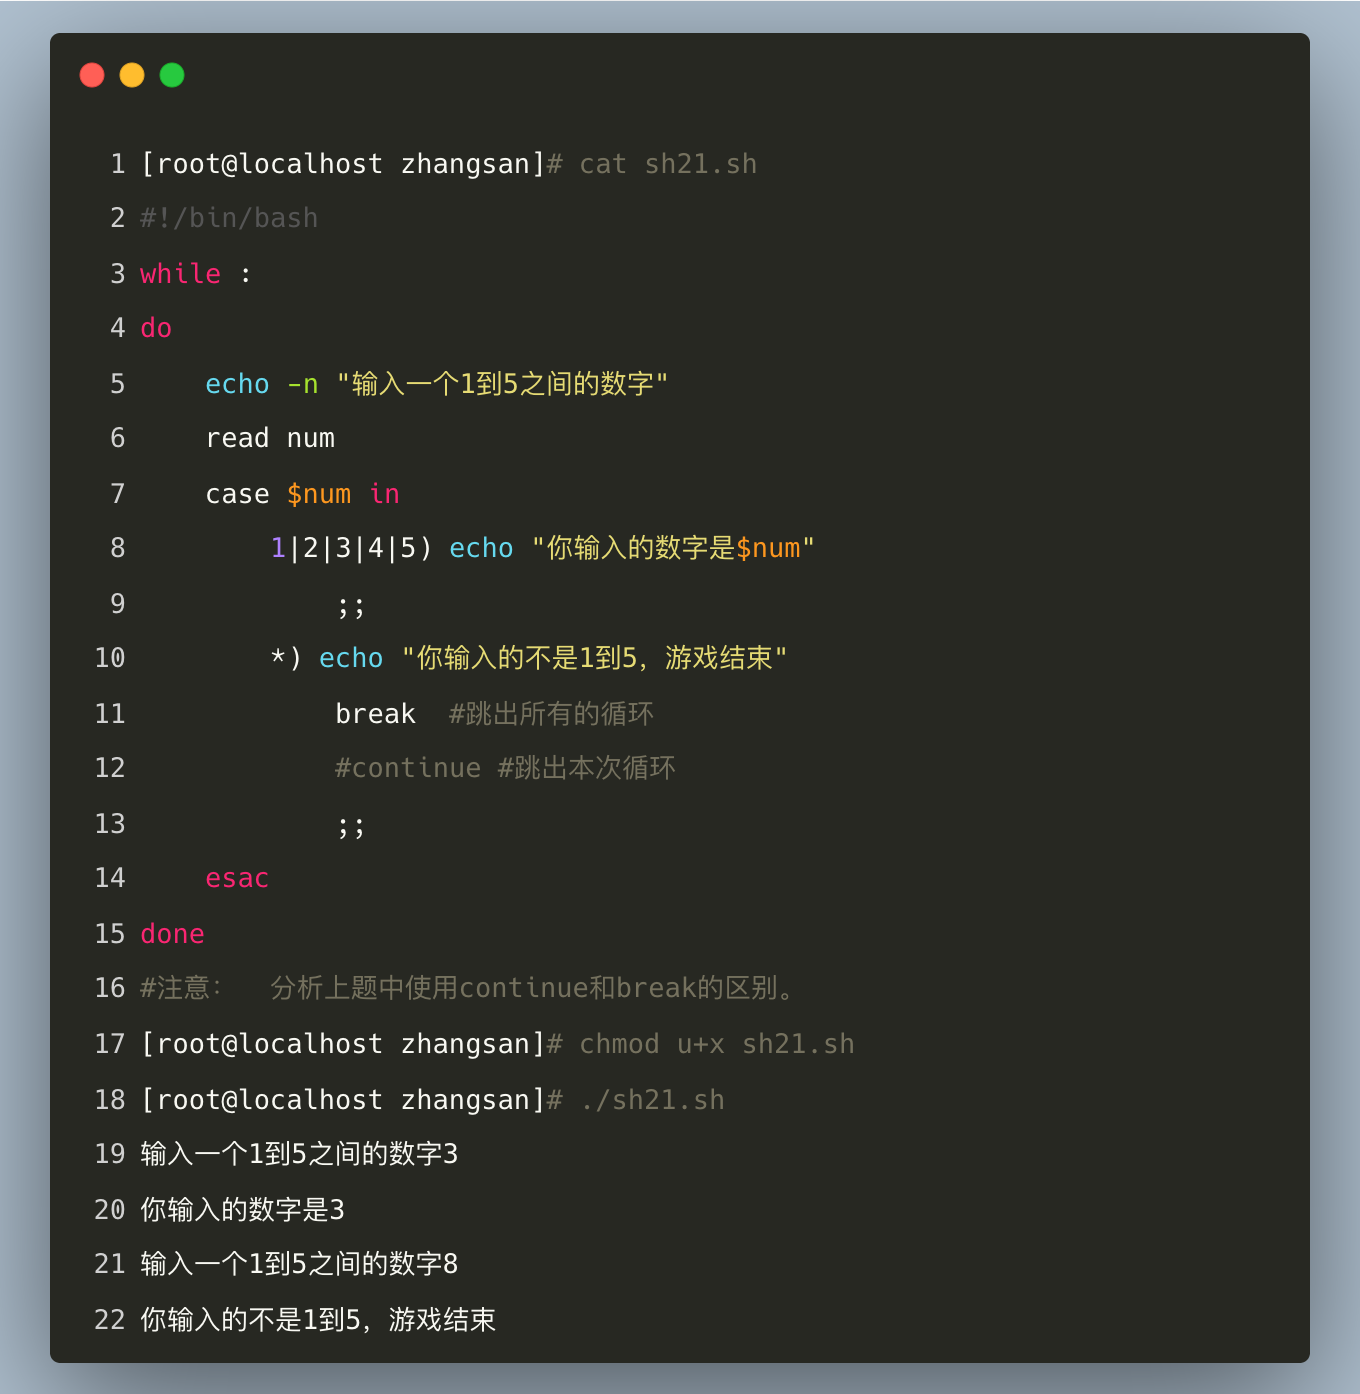 1 [root@localhost zhangsan]# cat sh21.sh
2 #!/bin/bash
3 while :
4 do
5     echo -n "输入一个1到5之间的数字"
6     read num
7     case $num in
8         1|2|3|4|5) echo "你输入的数字是$num"
9             ;;
10         *) echo "你输入的不是1到5，游戏结束"
11             break  #跳出所有的循环
12             #continue #跳出本次循环
13             ;;
14     esac
15 done
16 #注意：  分析上题中使用continue和break的区别。
17 [root@localhost zhangsan]# chmod u+x sh21.sh
18 [root@localhost zhangsan]# ./sh21.sh
19 输入一个1到5之间的数字3
20 你输入的数字是3
21 输入一个1到5之间的数字8
22 你输入的不是1到5，游戏结束